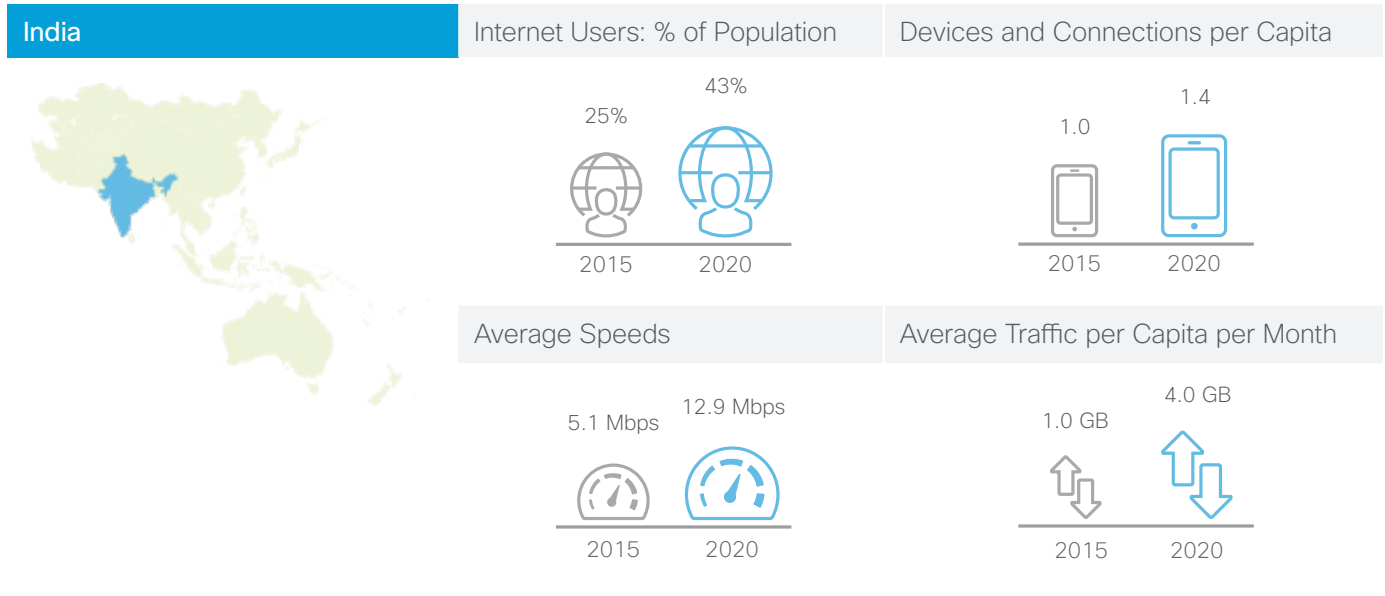 India
Internet Users: % of Population
Devices and Connections per Capita
25%
43%
2015
2020
1.0
1.4
2015
2020
Average Speeds
Average Traffic per Capita per Month
5.1 Mbps
12.9 Mbps
2015
2020
1.0 GB
4.0 GB
2015
2020